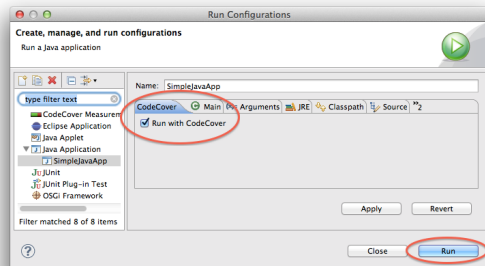 Run Configurations
Create, manage, and run configurations
Run a Java application
Name: SimpleJavaApp
type filter text
CodeCover Main Arguments JRE Classpath Source »2
Run with CodeCover
CodeCover Measurem
Eclipse Application
Java Applet
Java Application
SimpleJavaApp
JUnit
JUnit Plug-in Test
OSGi Framework
Apply Revert
Filter matched 8 of 8 items
? Close Run